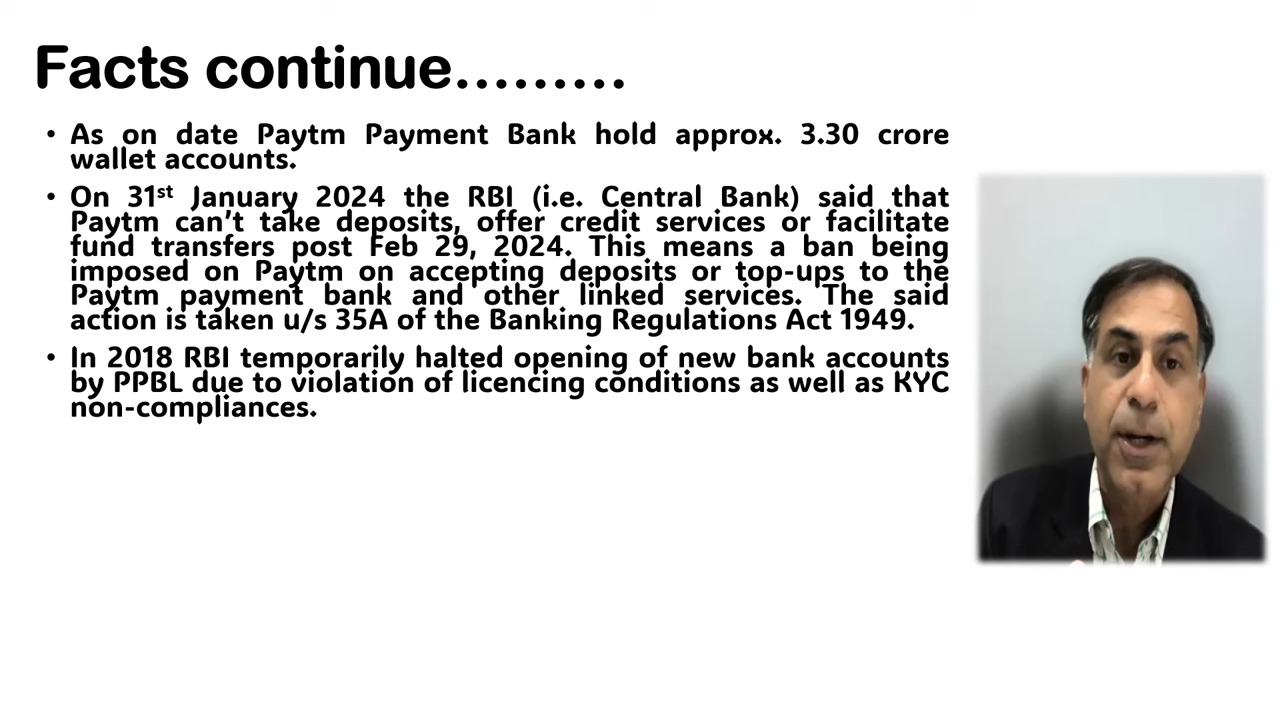 Facts continue.........
• As on date Paytm Payment Bank hold approx. 3.30 crore
wallet accounts.
• On 31st January 2024 the RBI (i.e. Central Bank) said that
Paytm can't take deposits, offer credit services or facilitate
fund transfers post Feb 29, 2024. This means a ban being
imposed on Paytm on accepting deposits or top-ups to the
Paytm payment bank and other linked services. The said
action is taken u/s 35A of the Banking Regulations Act 1949.
• In 2018 RBI temporarily halted opening of new bank accounts
by PPBL due to violation of licencing conditions as well as KYC
non-compliances.